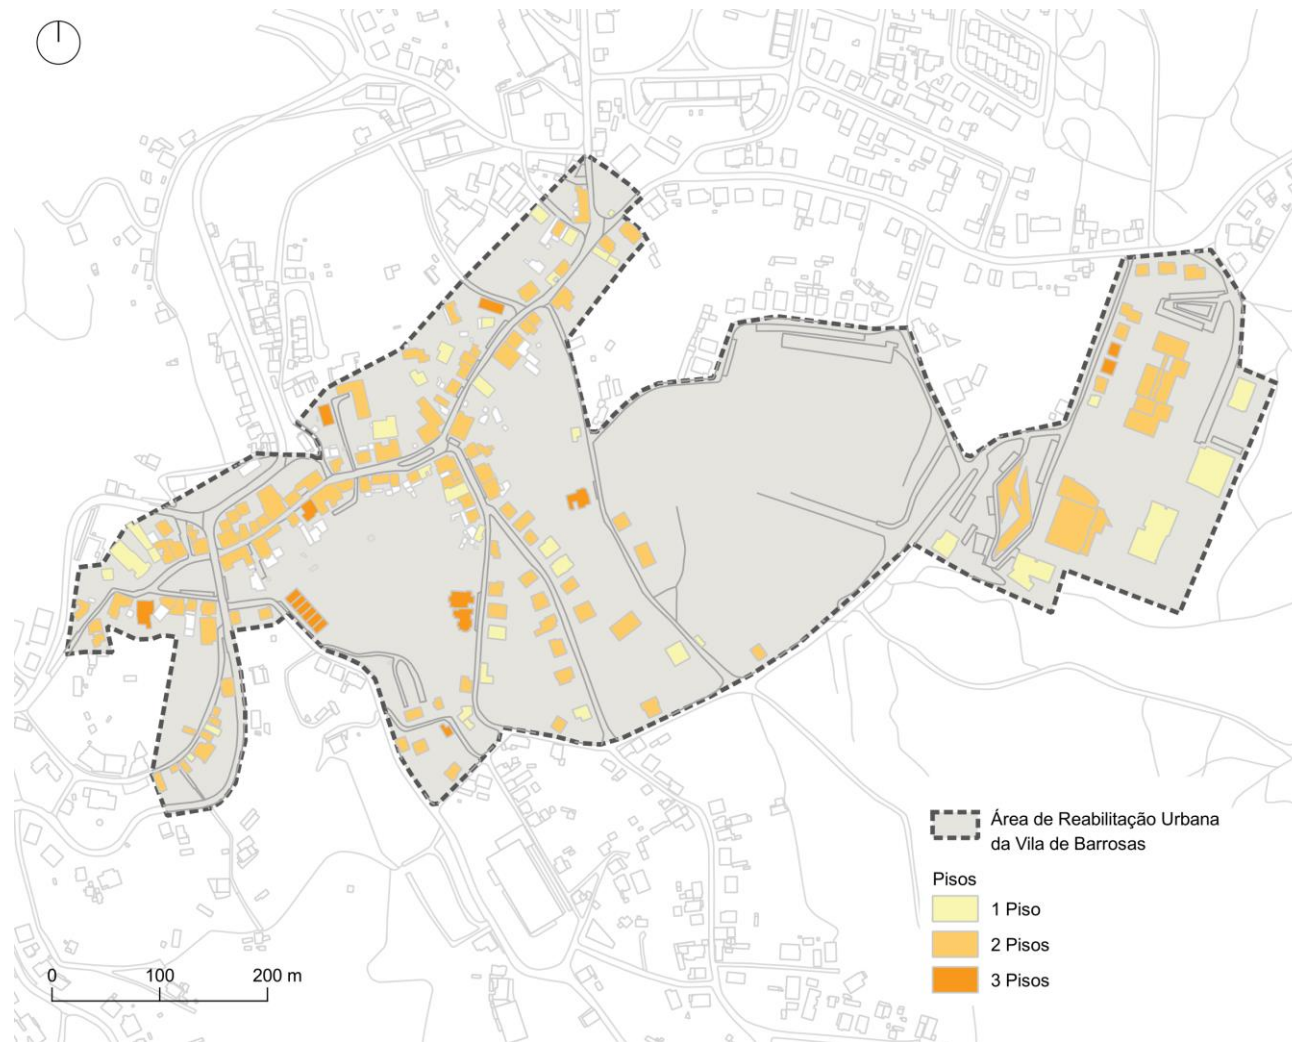 Área de Reabilitação Urbana
da Vila de Barrosas
Pisos
1 Piso
2 Pisos
3 Pisos
0 100 200 m